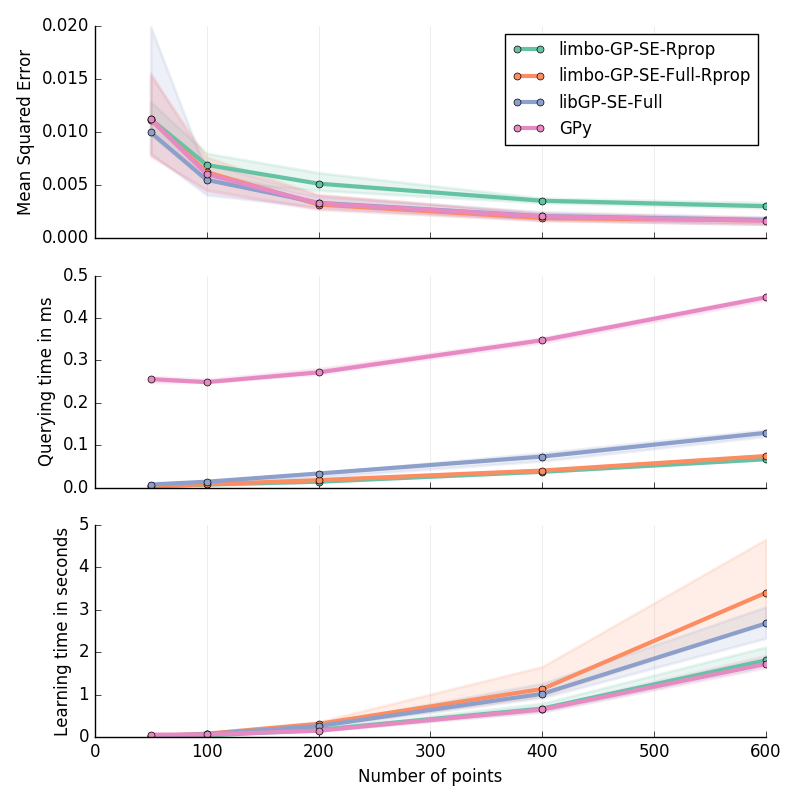 Mean Squared Error
0.020
0.015
0.010
0.005
0.000
limbo-GP-SE-Rprop
limbo-GP-SE-Full-Rprop
libGP-SE-Full
GPy
Querying time in ms
0.5
0.4
0.3
0.2
0.1
0.0
Learning time in seconds
5
4
3
2
1
0
0 100 200 300 400 500 600
Number of points